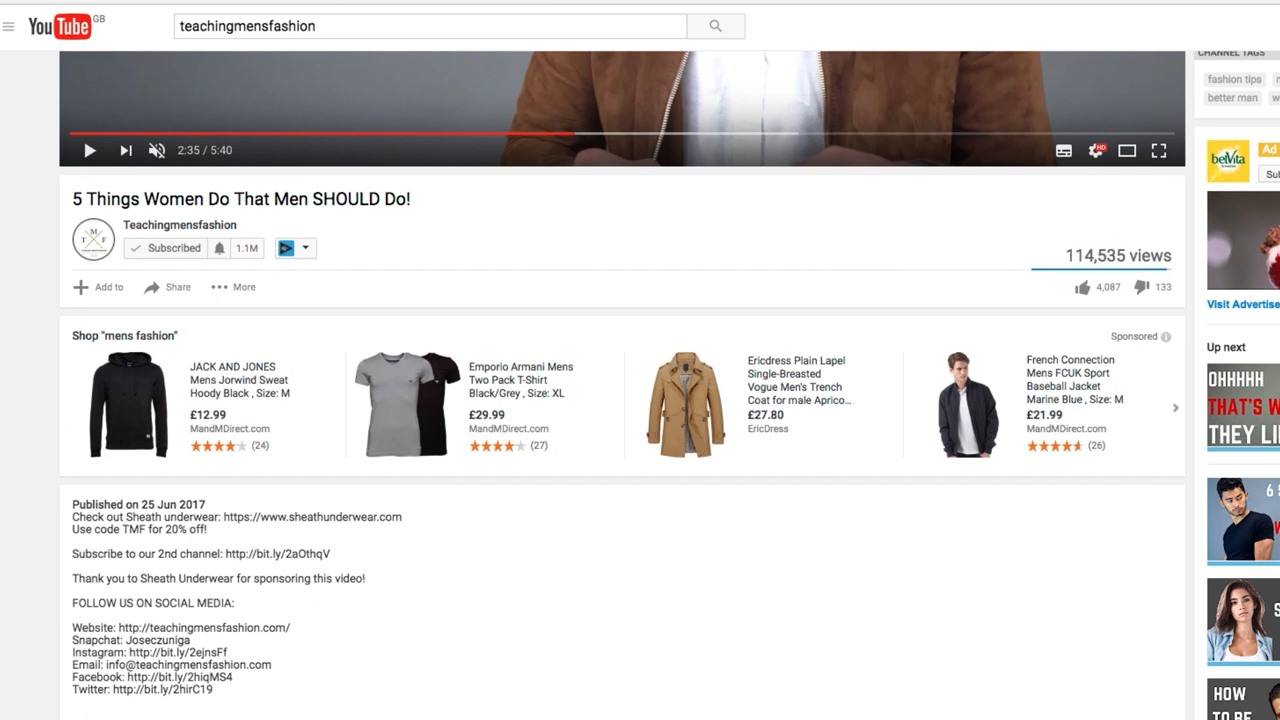 YouTube GB
teachingmensfashion
CHANNEL TAGS
fashion tips
better man
2:35 / 5:40
HD
5 Things Women Do That Men SHOULD Do!
Teachingmensfashion
Subscribed 1.1M
114,535 views
Add to Share More
4,087 133
Shop "mens fashion"
Sponsored
JACK AND JONES
Mens Jorwind Sweat
Hoody Black , Size: M
£12.99
MandMDirect.com
(24)
Emporio Armani Mens
Two Pack T-Shirt
Black/Grey , Size: XL
£29.99
MandMDirect.com
(27)
Ericdress Plain Lapel
Single-Breasted
Vogue Men's Trench
Coat for male Aprico...
£27.80
EricDress
French Connection
Mens FCUK Sport
Baseball Jacket
Marine Blue , Size: M
£21.99
MandMDirect.com
(26)
Published on 25 Jun 2017
Check out Sheath underwear: https://www.sheathunderwear.com
Use code TMF for 20% off!
Subscribe to our 2nd channel: http://bit.ly/2aOthqV
Thank you to Sheath Underwear for sponsoring this video!
FOLLOW US ON SOCIAL MEDIA:
Website: http://teachingmensfashion.com/
Snapchat: Joseczuniga
Instagram: http://bit.ly/2ejnsFf
Email: info@teachingmensfashion.com
Facebook: http://bit.ly/2hiqMS4
Twitter: http://bit.ly/2hirC19
belVita
Ad
Visit Advertise
Up next
OHHHHH
THAT'S W
THEY LI
6
HOW
TO BE